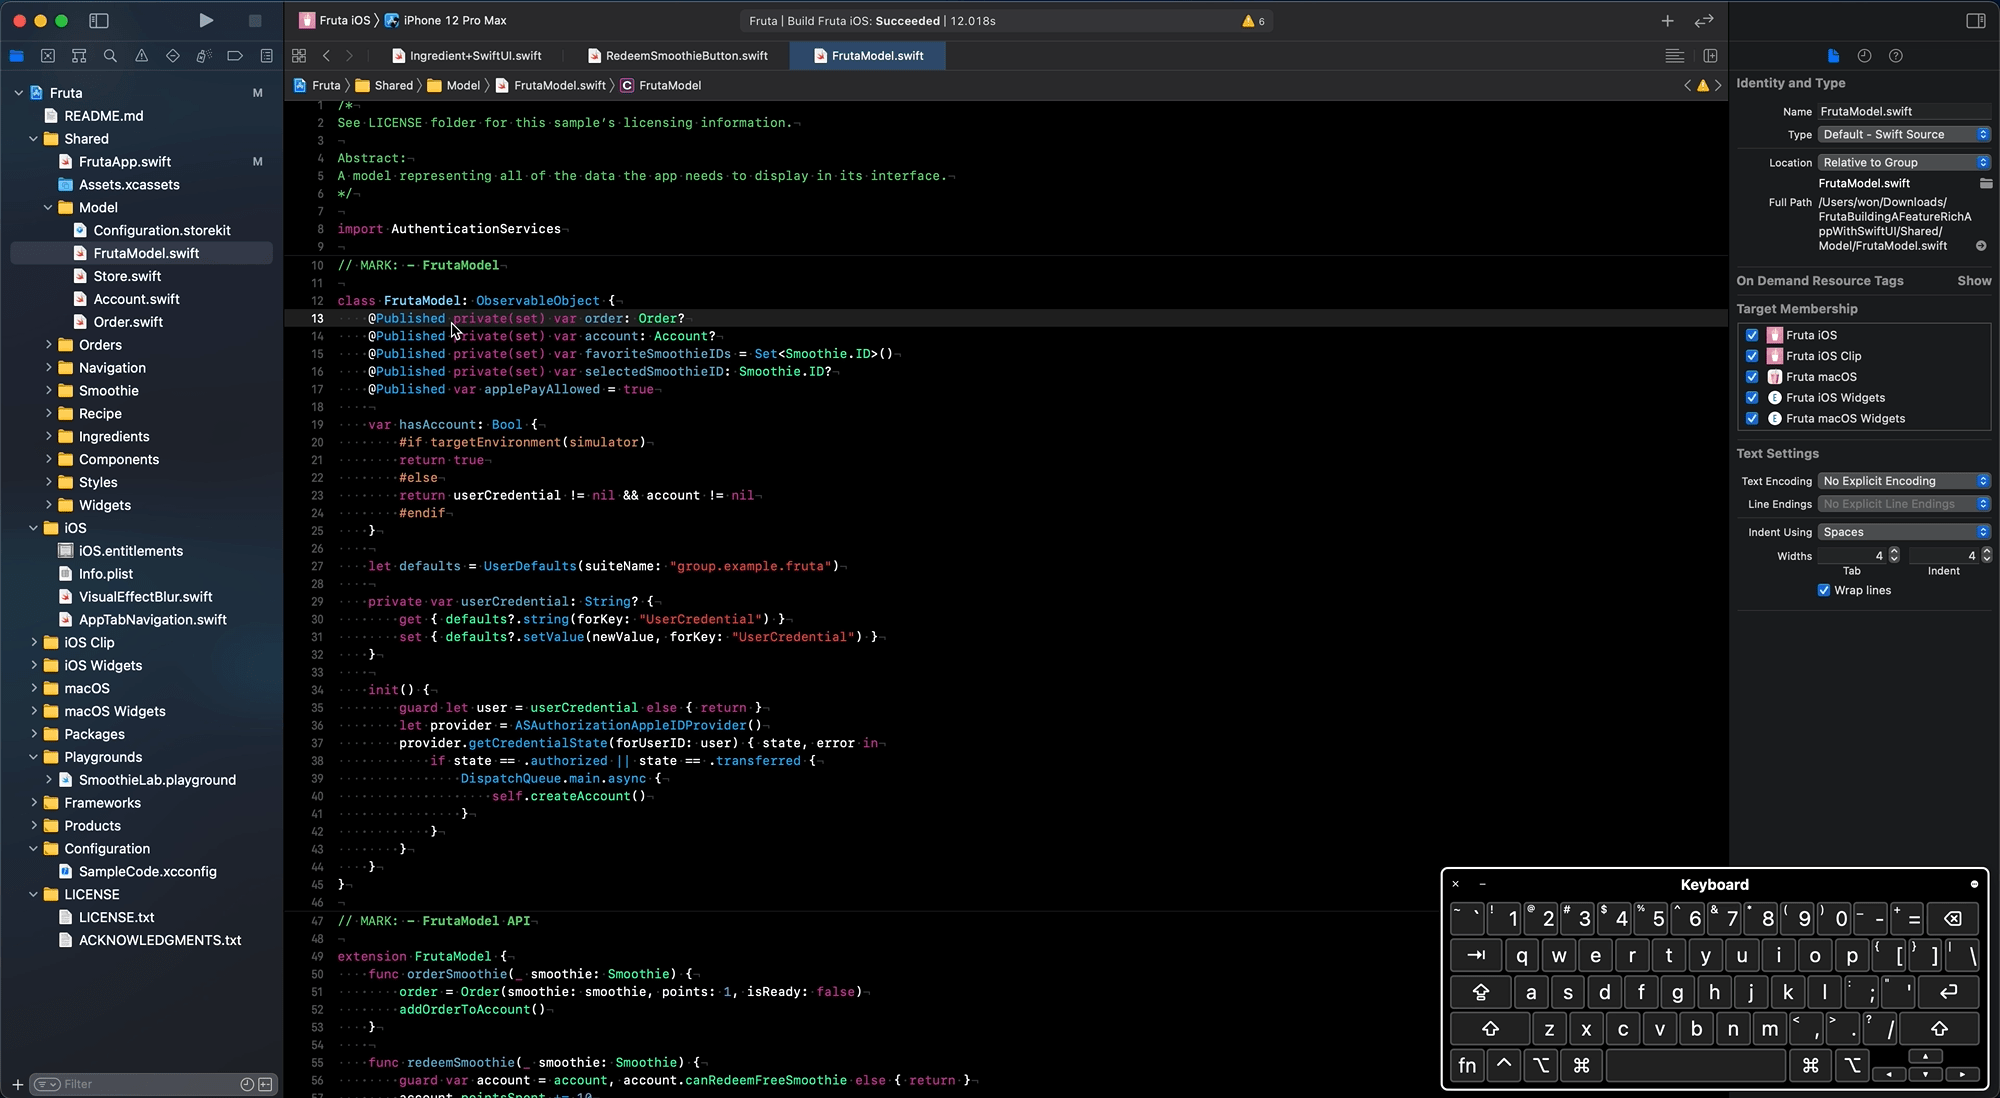 Fruta iOS 〉 iPhone 12 Pro Max
Fruta | Build Fruta iOS: Succeeded | 12.018s
6
Ingredient+SwiftUI.swift
RedeemSmoothieButton.swift
FrutaModel.swift
Fruta 〉 Shared 〉 Model 〉 FrutaModel.swift 〉 C FrutaModel
Fruta M
README.md
Shared
FrutaApp.swift M
Assets.xcassets
Model
Configuration.storekit
FrutaModel.swift
Store.swift
Account.swift
Order.swift
Orders
Navigation
Smoothie
Recipe
Ingredients
Components
Styles
Widgets
iOS
iOS.entitlements
Info.plist
VisualEffectBlur.swift
AppTabNavigation.swift
iOS Clip
iOS Widgets
macOS
macOS Widgets
Packages
Playgrounds
SmoothieLab.playground
Frameworks
Products
Configuration
SampleCode.xcconfig
LICENSE
LICENSE.txt
ACKNOWLEDGMENTS.txt
Filter
1 /*
2 See LICENSE folder for this sample's licensing information.
3
4 Abstract:
5 A model representing all of the data the app needs to display in its interface.
6 */
7
8 import AuthenticationServices
9
10 // MARK: - FrutaModel
11
12 class FrutaModel: ObservableObject {
13 @Published private(set) var order: Order?
14 @Published private(set) var account: Account?
15 @Published private(set) var favoriteSmoothieIDs = Set<Smoothie.ID>()
16 @Published private(set) var selectedSmoothieID: Smoothie.ID?
17 @Published var applePayAllowed = true
18
19 var hasAccount: Bool {
20 #if targetEnvironment(simulator)
21 return true
22 #else
23 return userCredential != nil && account != nil
24 #endif
25 }
26
27 let defaults = UserDefaults(suiteName: "group.example.fruta")
28
29 private var userCredential: String? {
30 get { defaults?.string(forKey: "UserCredential") }
31 set { defaults?.setValue(newValue, forKey: "UserCredential") }
32 }
33
34 init() {
35 guard let user = userCredential else { return }
36 let provider = ASAuthorizationAppleIDProvider()
37 provider.getCredentialState(forUserID: user) { state, error in
38 if state == .authorized || state == .transferred {
39 DispatchQueue.main.async {
40 self.createAccount()
41 }
42 }
43 }
44 }
45 }
46
47 // MARK: - FrutaModel API
48
49 extension FrutaModel {
50 func orderSmoothie(_ smoothie: Smoothie) {
51 order = Order(smoothie: smoothie, points: 1, isReady: false)
52 addOrderToAccount()
53 }
54
55 func redeemSmoothie(_ smoothie: Smoothie) {
56 guard var account = account, account.canRedeemFreeSmoothie else { return }
57 account.pointsSpent += 10
Identity and Type
Name FrutaModel.swift
Type Default - Swift Source
Location Relative to Group
FrutaModel.swift
Full Path /Users/won/Downloads/
FrutaBuildingAFeatureRichA
ppWithSwiftUI/Shared/
Model/FrutaModel.swift
On Demand Resource Tags Show
Target Membership
Fruta iOS
Fruta iOS Clip
Fruta macOS
E Fruta iOS Widgets
E Fruta macOS Widgets
Text Settings
Text Encoding No Explicit Encoding
Line Endings No Explicit Line Endings
Indent Using Spaces
Widths 4 4
Tab Indent
Wrap lines
Keyboard
~ ` ! 1 @ 2 # 3 $ 4 % 5 ^ 6 & 7 * 8 ( 9 ) 0 _ - + =
q w e r t y u i o p { [ } ] | \
a s d f g h j k l : ; " '
z x c v b n m < , > . ? /
fn ^ ⌥ ⌘ ⌘ ⌥